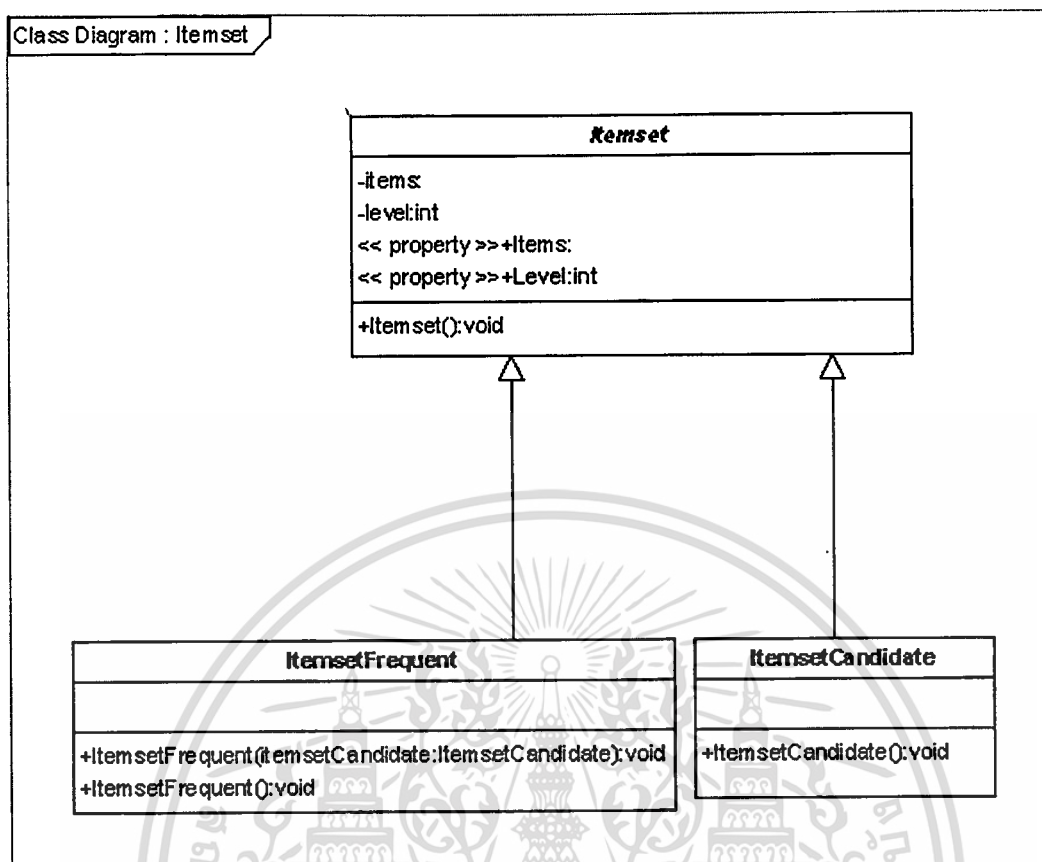 Class Diagram : Itemset
Itemset
-items:
-level:int
<< property >>+Items:
<< property >>+Level:int
+Itemset():void
ItemsetFrequent
+ItemsetFrequent(itemsetCandidate:ItemsetCandidate):void
+ItemsetFrequent():void
ItemsetCandidate
+ItemsetCandidate():void